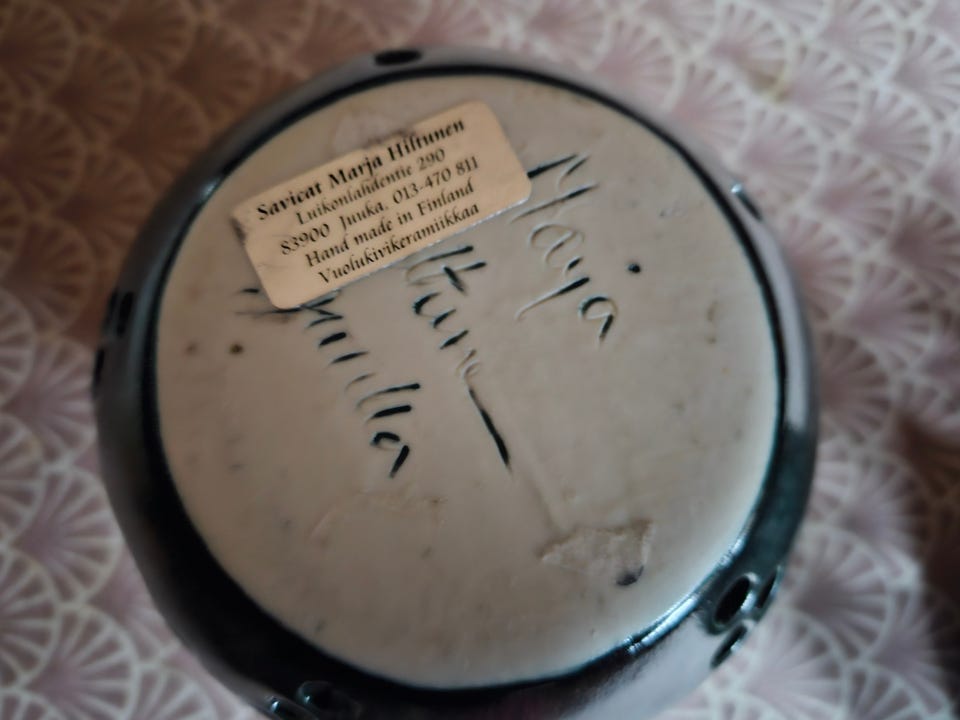 Savicat Marja Hiltunen
Luikonlahdentie 290
83900 Juuka, 013-470 811
Hand made in Finland
Vuolukivikeramiikkaa
Marja